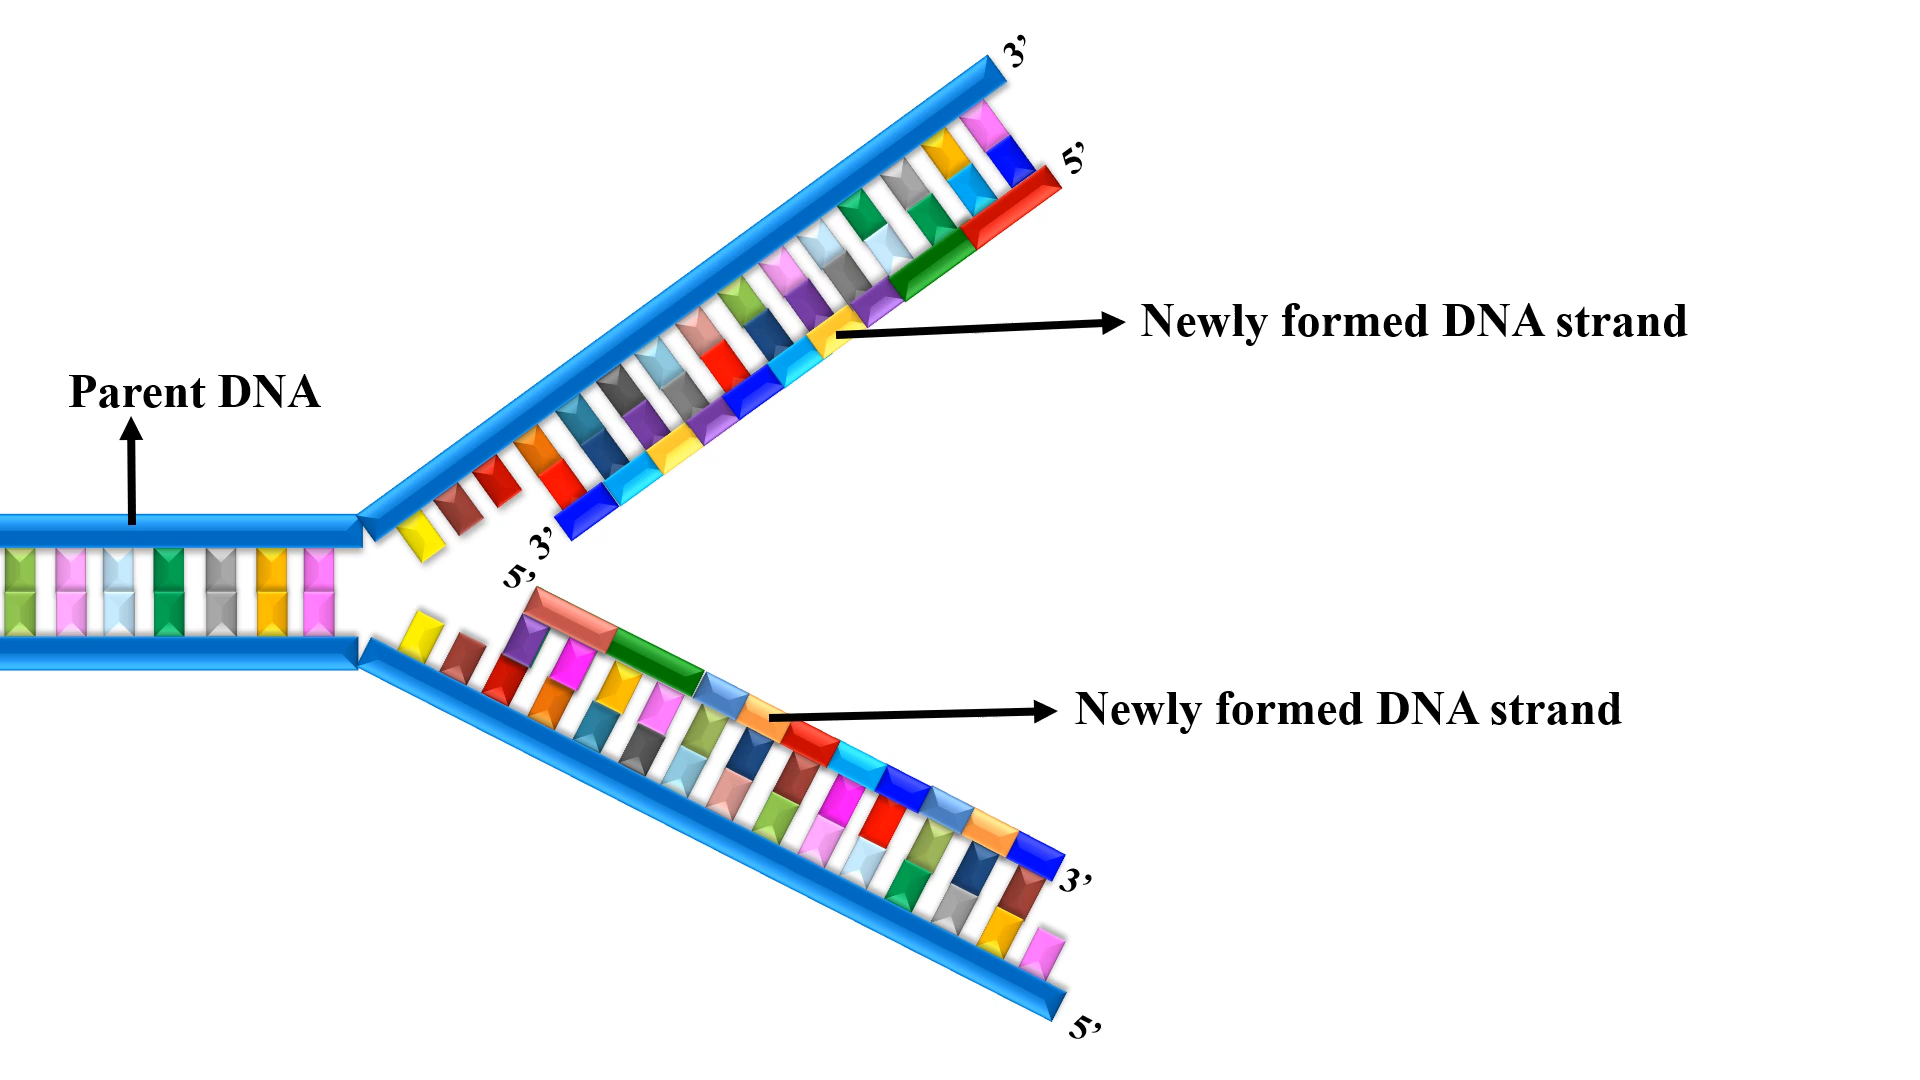 3’
5’
Newly formed DNA strand
Parent DNA
3’
5’
Newly formed DNA strand
3’
5’